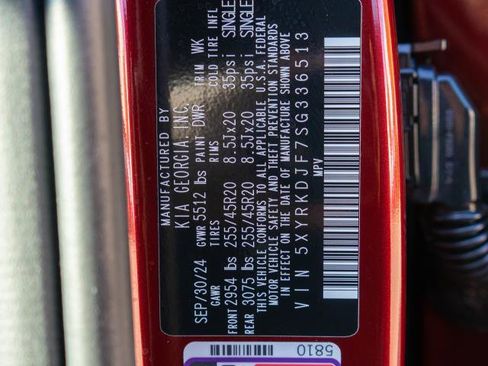 MANUFACTURED BY
KIA GEORGIA, INC.
SEP/30/24 GVWR 5512 lbs PAINT DWR TRIM WK
GAWR TIRES RIMS COLD TIRE INFL
FRONT 2954 lbs 255/45R20 8.5Jx20 35psi SINGLE
REAR 3075 lbs 255/45R20 8.5Jx20 35psi SINGLE
THIS VEHICLE CONFORMS TO ALL APPLICABLE U.S.A. FEDERAL
MOTOR VEHICLE SAFETY AND THEFT PREVENTION STANDARDS
IN EFFECT ON THE DATE OF MANUFACTURE SHOWN ABOVE
VIN 5XYRKDJF7SG336513
MPV
5810